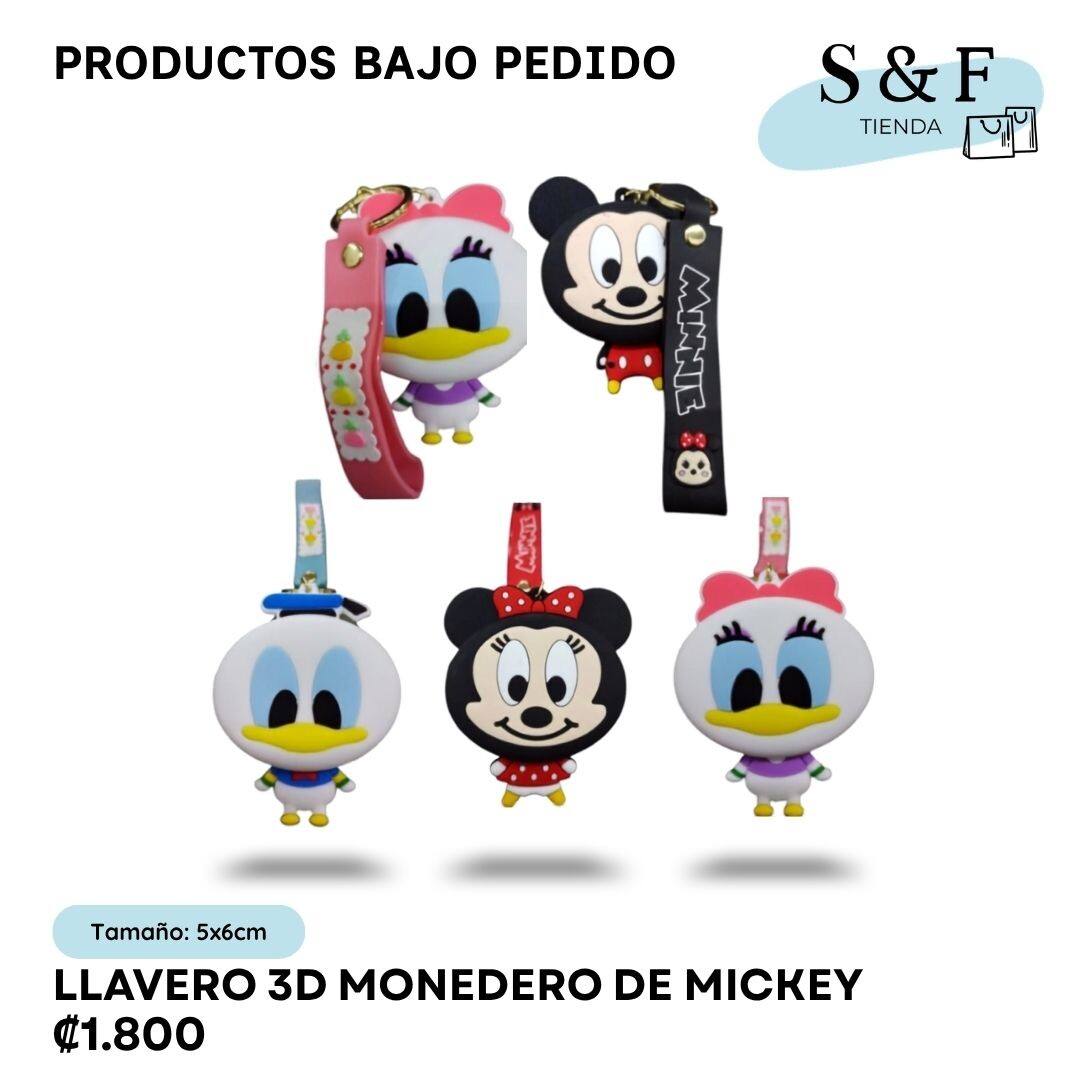 PRODUCTOS BAJO PEDIDO
S & F
TIENDA
MINNIE
MINNIE
Tamaño: 5x6cm
LLAVERO 3D MONEDERO DE MICKEY
₡1.800